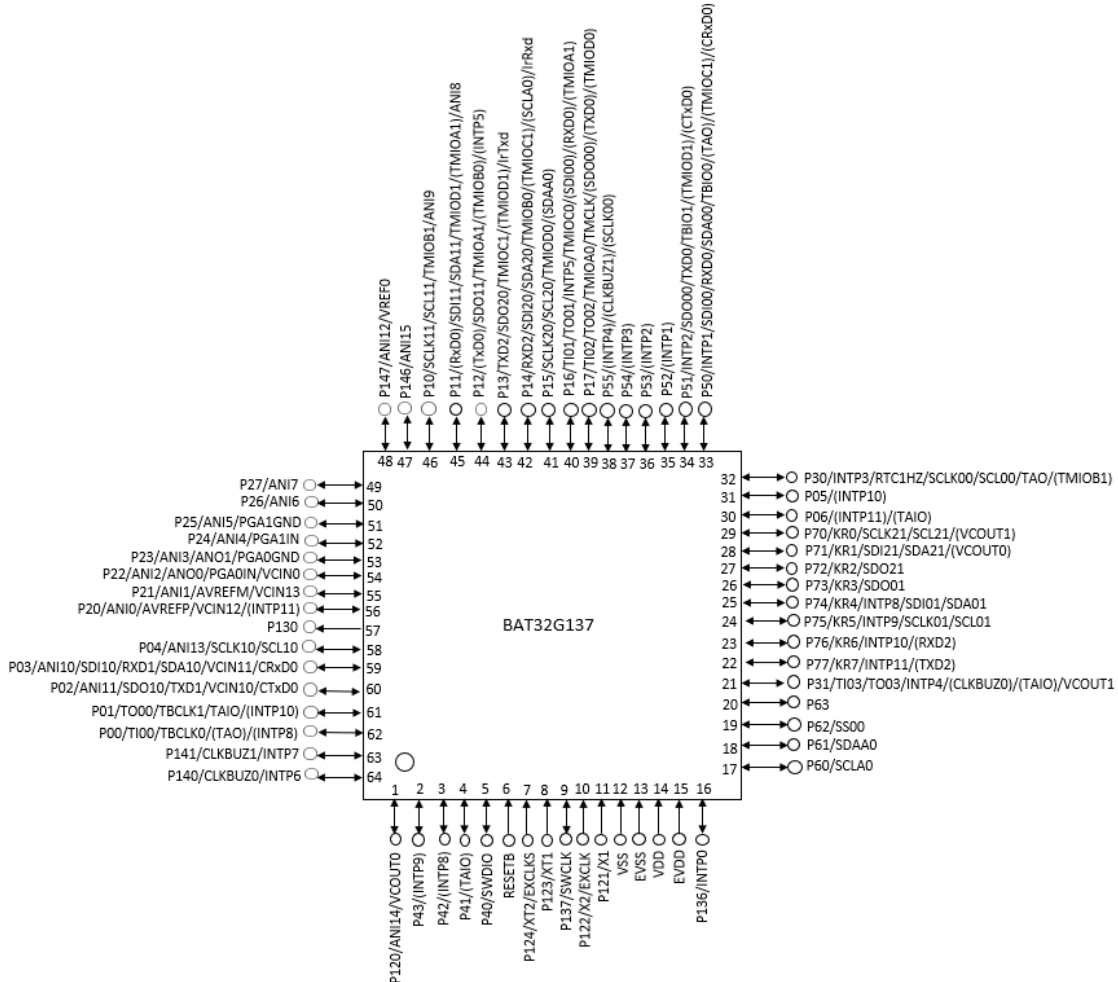 P147/ANI12/VREF0
P146/ANI15
P10/SCLK11/SCL11/TMIOB1/ANI9
P11/(RxD0)/SDI11/SDA11/TMIOD1/(TMIOA1)/ANI8
P12/(TxD0)/SDO11/TMIOA1/(TMIOB0)/(INTP5)
P13/TXD2/SDO20/TMIOC1/(TMIOD1)/IrTxd
P14/RXD2/SDI20/SDA20/TMIOB0/(TMIOC1)/(SCLA0)/IrRxd
P15/SCLK20/SCL20/TMIOD0/(SDAA0)
P16/TI01/TO01/INTP5/TMIOC0/(SDI00)/(RXD0)/(TMIOA1)
P17/TI02/TO02/TMIOA0/TMCLK/(SDO00)/(TXD0)/(TMIOD0)
P55/(INTP4)/(CLKBUZ1)/(SCLK00)
P54/(INTP3)
P53/(INTP2)
P52/(INTP1)
P51/INTP2/SDO00/TXD0/TBIO1/(TMIOD1)/(CTxD0)
P50/INTP1/SDI00/RXD0/SDA00/TBIO0/(TAO)/(TMIOC1)/(CRxD0)
48 47 46 45 44 43 42 41 40 39 38 37 36 35 34 33
P27/ANI7 49
P26/ANI6 50
P25/ANI5/PGA1GND 51
P24/ANI4/PGA1IN 52
P23/ANI3/ANO1/PGA0GND 53
P22/ANI2/ANO0/PGA0IN/VCIN0 54
P21/ANI1/AVREFM/VCIN13 55
P20/ANI0/AVREFP/VCIN12/(INTP11) 56
P130 57
P04/ANI13/SCLK10/SCL10 58
P03/ANI10/SDI10/RXD1/SDA10/VCIN11/CRxD0 59
P02/ANI11/SDO10/TXD1/VCIN10/CTxD0 60
P01/TO00/TBCLK1/TAIO/(INTP10) 61
P00/TI00/TBCLK0/(TAO)/(INTP8) 62
P141/CLKBUZ1/INTP7 63
P140/CLKBUZ0/INTP6 64
BAT32G137
32 P30/INTP3/RTC1HZ/SCLK00/SCL00/TAO/(TMIOB1)
31 P05/(INTP10)
30 P06/(INTP11)/(TAIO)
29 P70/KR0/SCLK21/SCL21/(VCOUT1)
28 P71/KR1/SDI21/SDA21/(VCOUT0)
27 P72/KR2/SDO21
26 P73/KR3/SDO01
25 P74/KR4/INTP8/SDI01/SDA01
24 P75/KR5/INTP9/SCLK01/SCL01
23 P76/KR6/INTP10/(RXD2)
22 P77/KR7/INTP11/(TXD2)
21 P31/TI03/TO03/INTP4/(CLKBUZ0)/(TAIO)/VCOUT1
20 P63
19 P62/SS00
18 P61/SDAA0
17 P60/SCLA0
1 2 3 4 5 6 7 8 9 10 11 12 13 14 15 16
P120/ANI14/VCOUT0
P43/(INTP9)
P42/(INTP8)
P41/(TAIO)
P40/SWDIO
RESETB
P124/XT2/EXCLKS
P123/XT1
P137/SWCLK
P122/X2/EXCLK
P121/X1
VSS
EVSS
VDD
EVDD
P136/INTP0